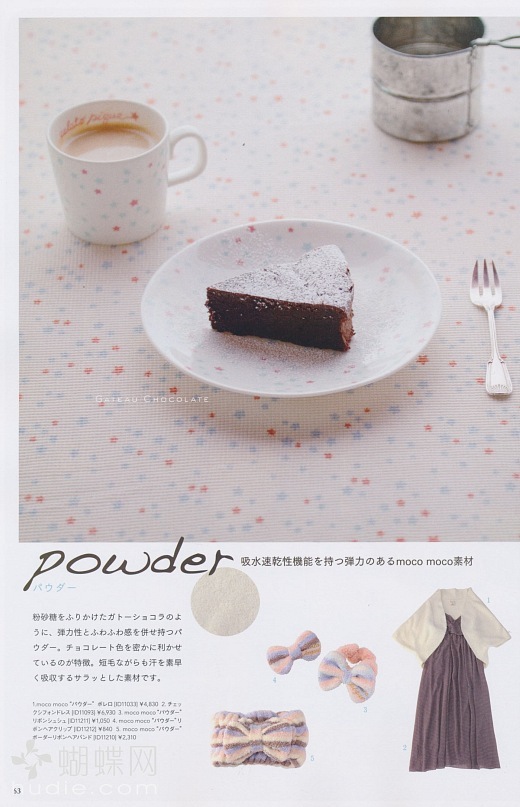 gelato pique
GATEAU CHOCOLATE
powder
パウダー
吸水速乾性機能を持つ弾力のあるmoco moco素材
粉砂糖をふりかけたガトーショコラのよ
うに、弾力性とふわふわ感を併せ持つパ
ウダー。チョコレート色を密かに利かせ
ているのが特徴。短毛ながらも汗を素早
く吸収するサラッとした素材です。
1.moco moco "パウダー" ボレロ [ID11033] ¥4,830 2. チェッ
クシフォンドレス [ID11093] ¥6,930 3. moco moco "パウダー"
リボンシュシュ [ID11211] ¥1,050 4. moco moco "パウダー"リ
ボンヘアクリップ [ID11212] ¥840 5. moco moco "パウダー"
ボーダーリボンヘアバンド [ID11210] ¥2,310
1
2
3
4
5
53
蝴蝶网
Hudie.com